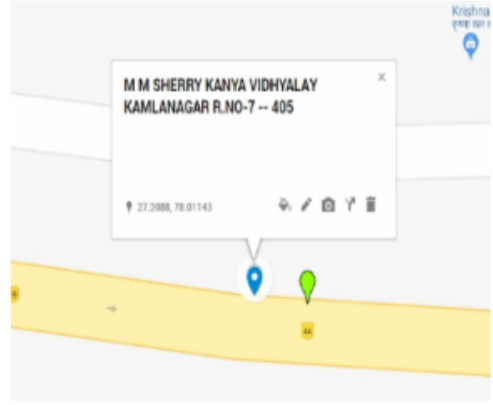 Krishna
M M SHERRY KANYA VIDHYALAY
KAMLANAGAR R.NO-7 -- 405
27.2088, 78.01143
44